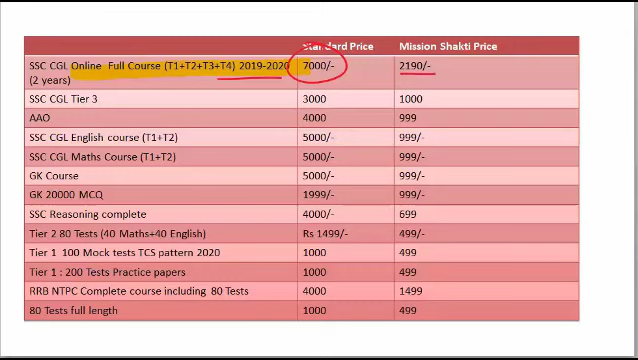 Standard Price Mission Shakti Price
SSC CGL Online Full Course (T1+T2+T3+T4) 2019-2020 7000/- 2190/-
(2 years)
SSC CGL Tier 3 3000 1000
AAO 4000 999
SSC CGL English course (T1+T2) 5000/- 999/-
SSC CGL Maths Course (T1+T2) 5000/- 999/-
GK Course 5000/- 999/-
GK 20000 MCQ 1999/- 999/-
SSC Reasoning complete 4000/- 699
Tier 2 80 Tests (40 Maths+40 English) Rs 1499/- 499/-
Tier 1 100 Mock tests TCS pattern 2020 1000 499
Tier 1 : 200 Tests Practice papers 1000 499
RRB NTPC Complete course including 80 Tests 4000 1499
80 Tests full length 1000 499